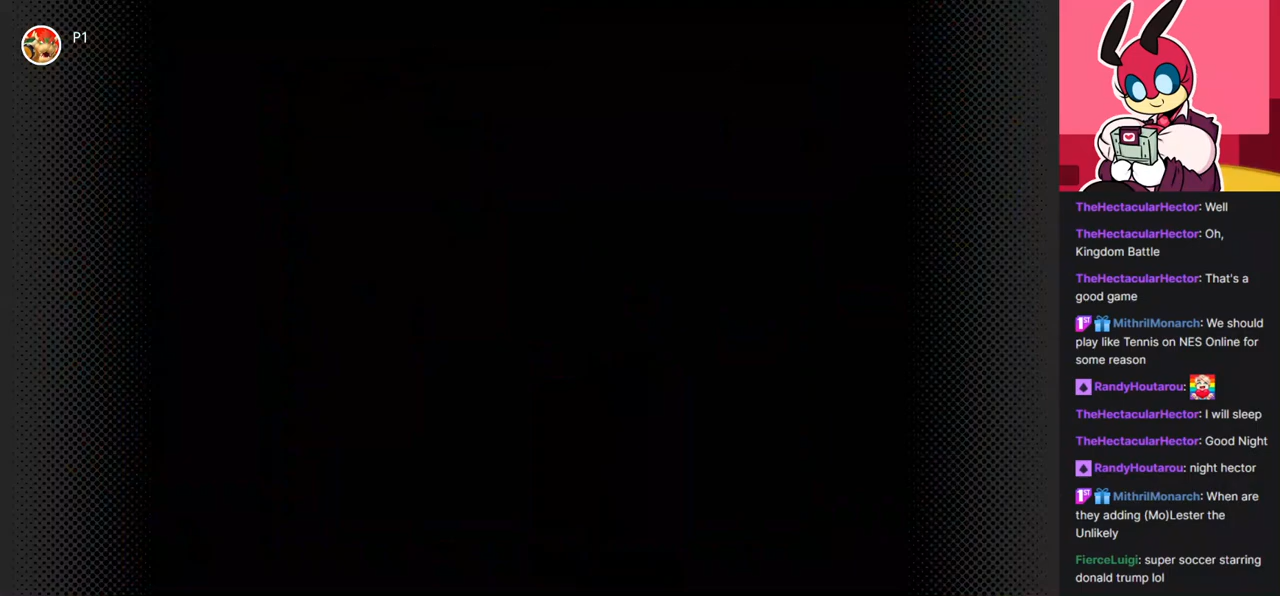 P1
TheHectacularHector: Well
TheHectacularHector: Oh,
Kingdom Battle
TheHectacularHector: That's a
good game
1ST MithrilMonarch: We should
play like Tennis on NES Online for
some reason
RandyHoutarou:
TheHectacularHector: I will sleep
TheHectacularHector: Good Night
RandyHoutarou: night hector
1ST MithrilMonarch: When are
they adding (Mo)Lester the
Unlikely
FierceLuigi: super soccer starring
donald trump lol